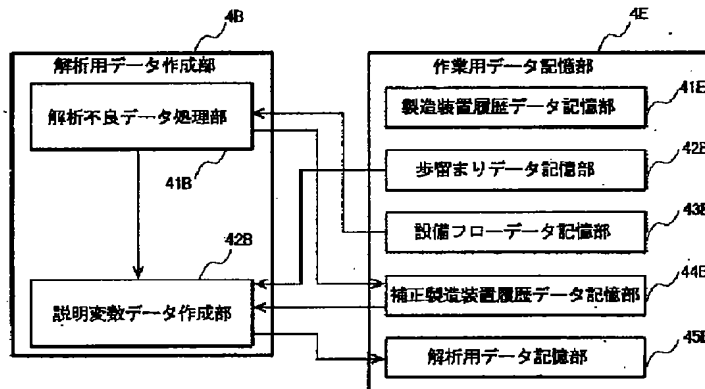 4B
解析用データ作成部
解析不良データ処理部
41B
42B
説明変数データ作成部
4E
作業用データ記憶部
製造装置履歴データ記憶部
41E
歩留まりデータ記憶部
42E
設備フローデータ記憶部
43E
補正製造装置履歴データ記憶部
44E
解析用データ記憶部
45E